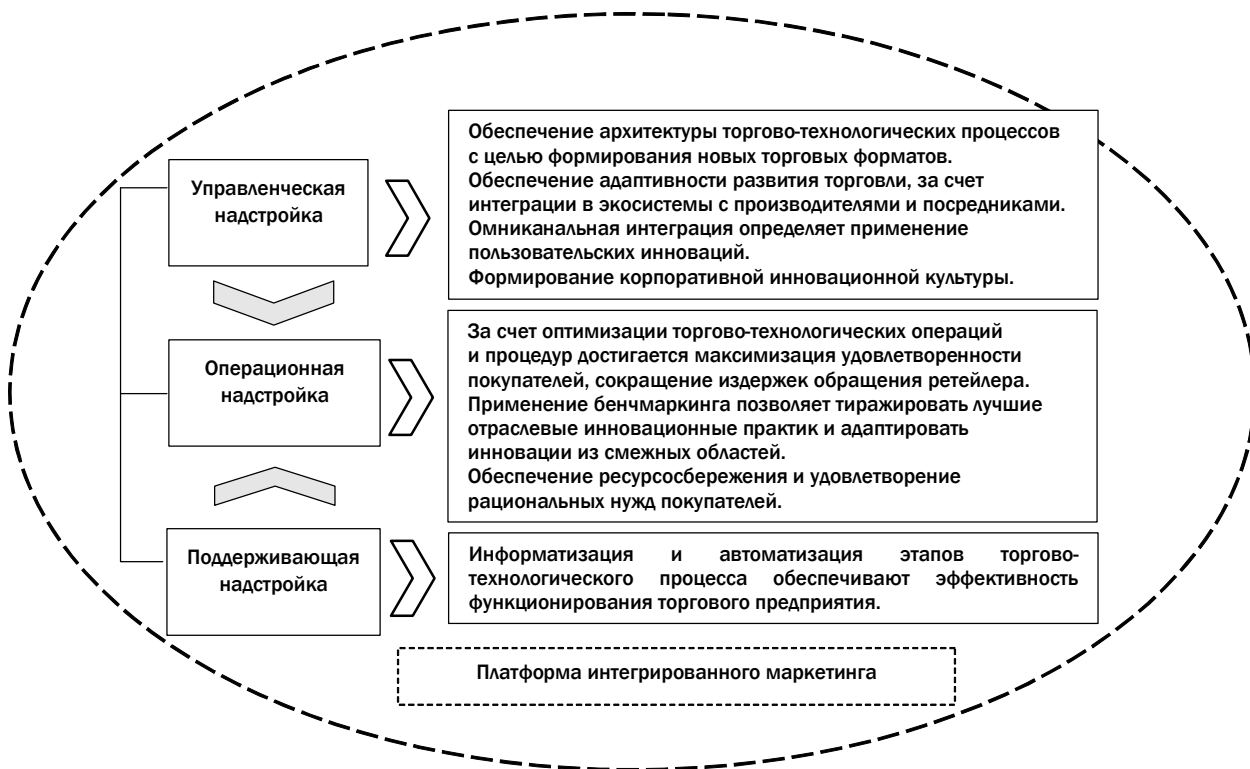 Управленческая
надстройка
Обеспечение архитектуры торгово-технологических процессов
с целью формирования новых торговых форматов.
Обеспечение адаптивности развития торговли, за счет
интеграции в экосистемы с производителями и посредниками.
Омниканальная интеграция определяет применение
пользовательских инноваций.
Формирование корпоративной инновационной культуры.
Операционная
надстройка
За счет оптимизации торгово-технологических операций
и процедур достигается максимизация удовлетворенности
покупателей, сокращение издержек обращения ретейлера.
Применение бенчмаркинга позволяет тиражировать лучшие
отраслевые инновационные практик и адаптировать
инновации из смежных областей.
Обеспечение ресурсосбережения и удовлетворение
рациональных нужд покупателей.
Поддерживающая
надстройка
Информатизация и автоматизация этапов торгово-
технологического процесса обеспечивают эффективность
функционирования торгового предприятия.
Платформа интегрированного маркетинга